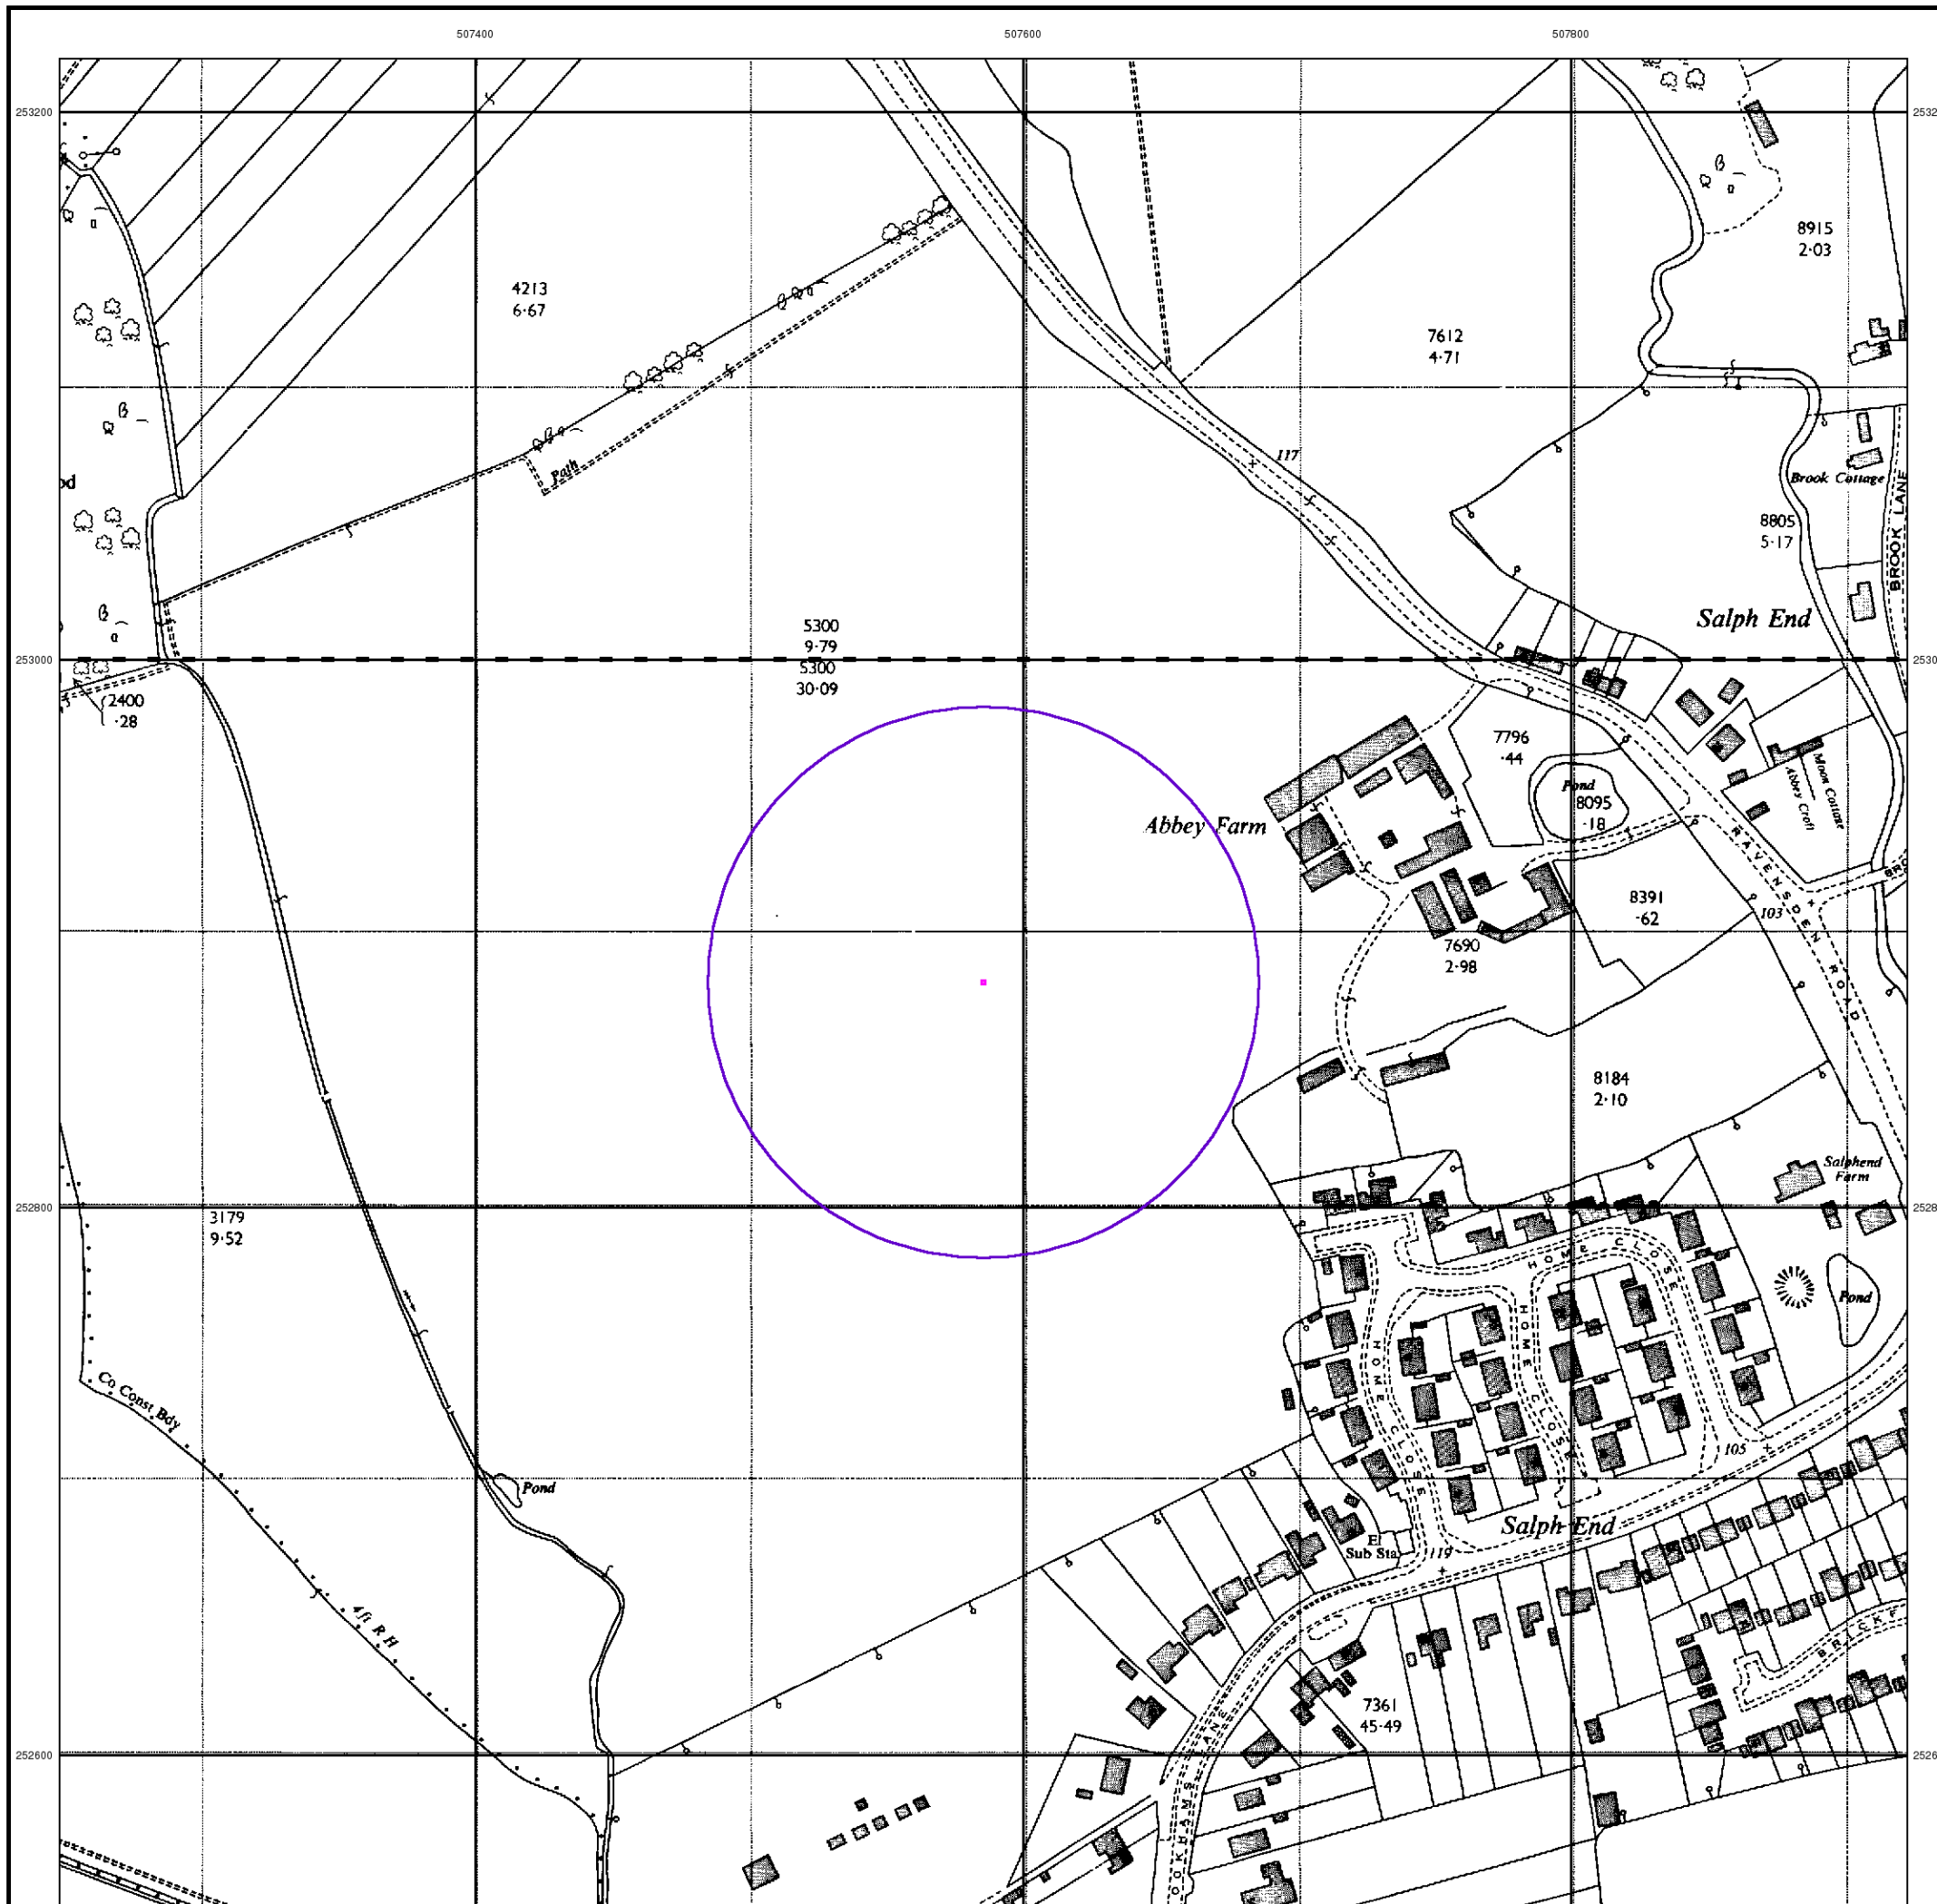 507400
507600
507800
253200
8915
2·03
4213
6·67
7612
4·71
117
Path
Brook Cottage
8805
5·17
BROOK LANE
Salph End
5300
9·79
253000
5300
30·09
2400
·28
7796
·44
Pond
8095
·18
Moon Cottage
Abbey Croft
Abbey Farm
RAVENSDEN ROAD
8391
·62
103
7690
2·98
8184
2·10
Salphend
Farm
252800
3179
9·52
HOME CLOSE
HOME CLOSE
HOME CLOSE
Pond
Co Const Bdy
105
Pond
Salph End
El
Sub Sta
119
4ft R H
7361
45·49
252600